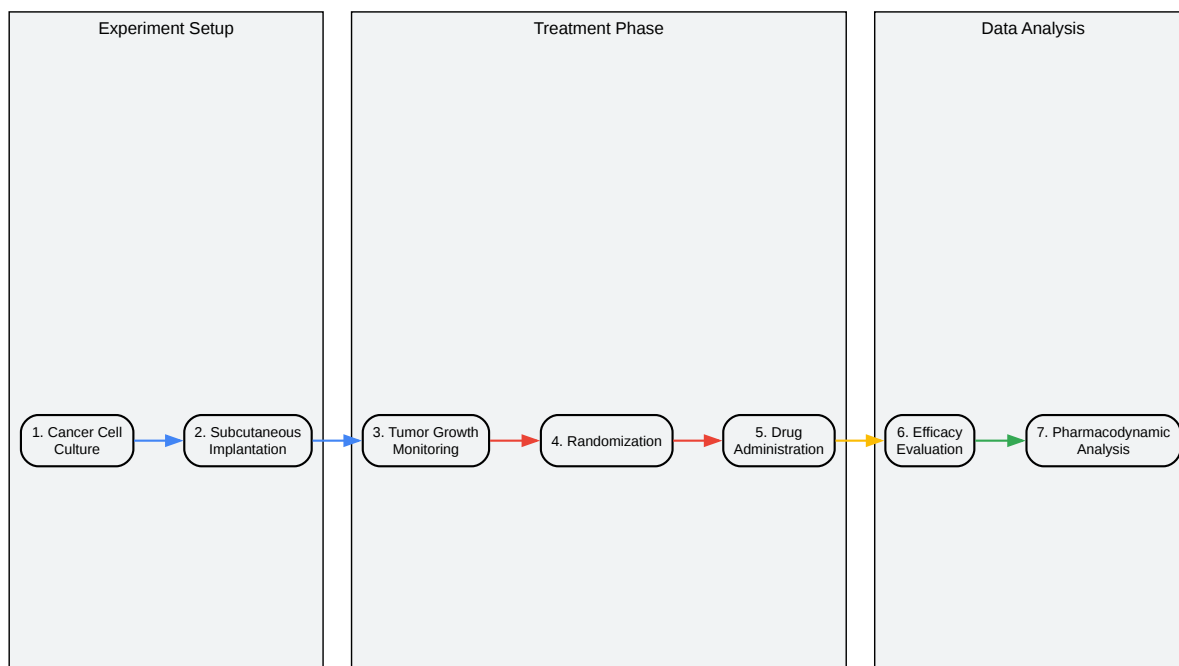 Experiment Setup
Treatment Phase
Data Analysis
1. Cancer Cell
Culture
2. Subcutaneous
Implantation
3. Tumor Growth
Monitoring
4. Randomization
5. Drug
Administration
6. Efficacy
Evaluation
7. Pharmacodynamic
Analysis